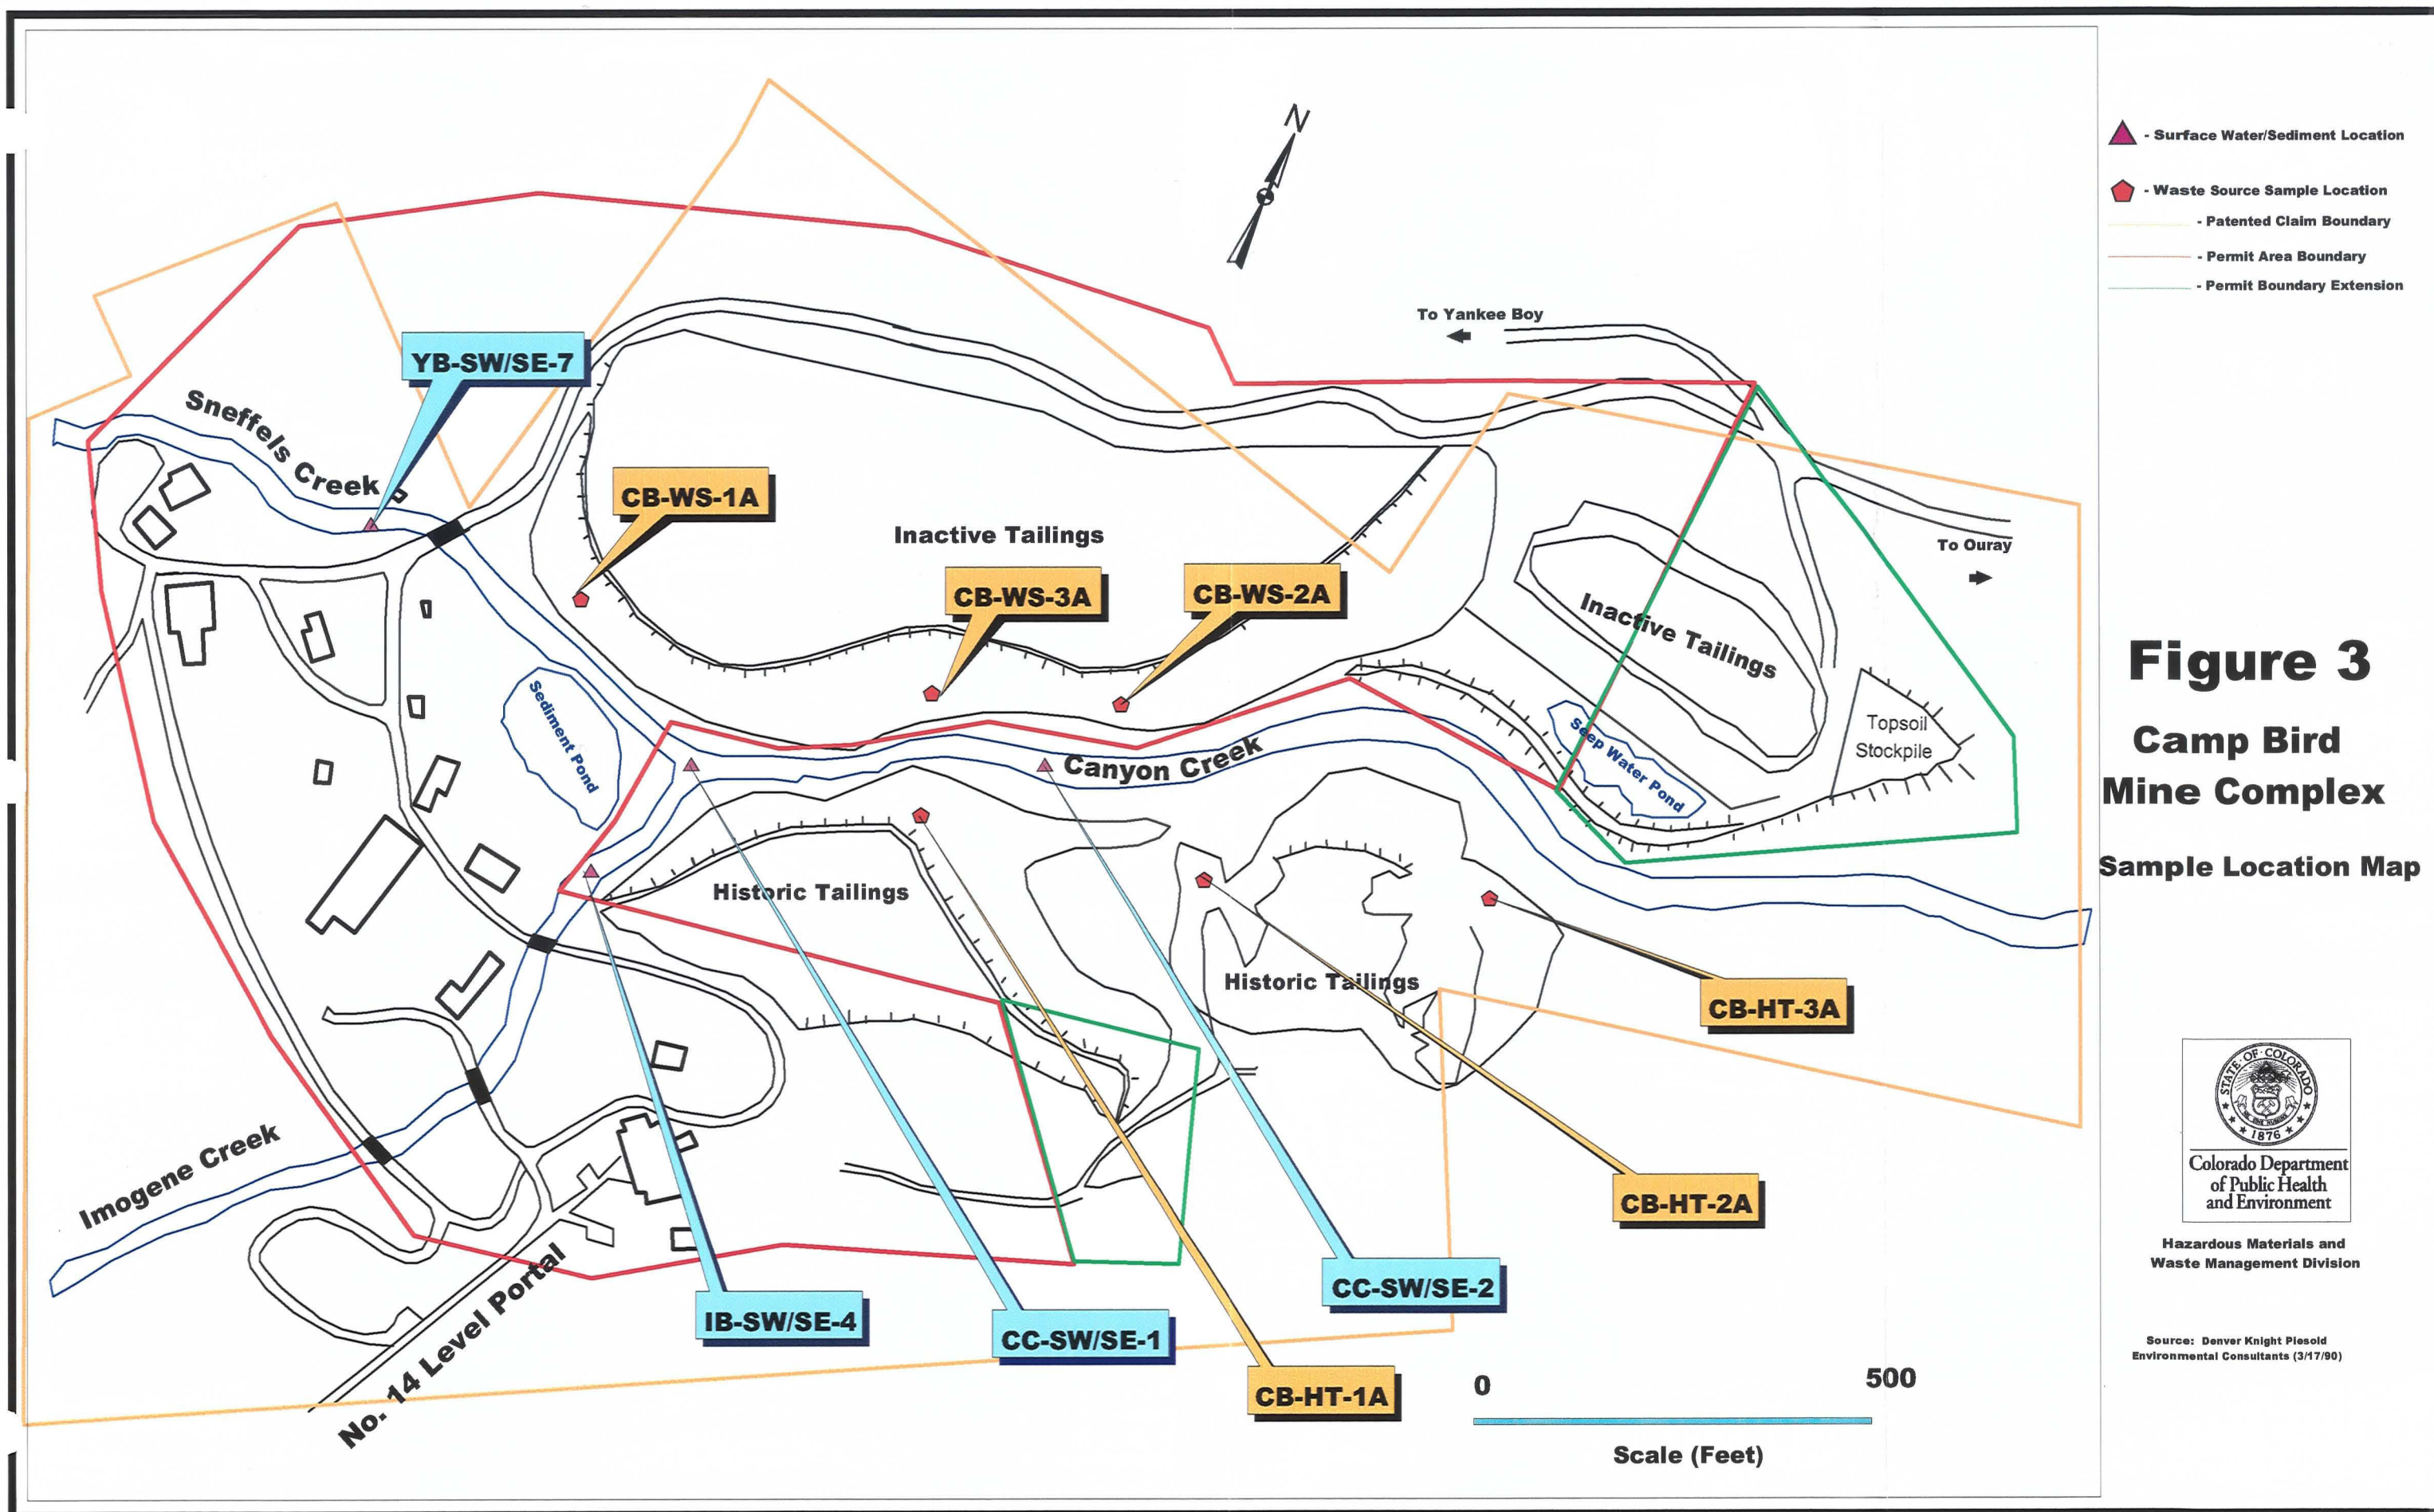 N
- Surface Water/Sediment Location
- Waste Source Sample Location
- Patented Claim Boundary
- Permit Area Boundary
- Permit Boundary Extension
To Yankee Boy
YB-SW/SE-7
Sneffels Creek
CB-WS-1A
Inactive Tailings
To Ouray
CB-WS-3A
CB-WS-2A
Inactive Tailings
Sediment Pond
Seep Water Pond
Topsoil
Stockpile
Canyon Creek
Historic Tailings
Historic Tailings
CB-HT-3A
Imogene Creek
CB-HT-2A
No. 14 Level Portal
IB-SW/SE-4
CC-SW/SE-1
CC-SW/SE-2
CB-HT-1A
0
500
Scale (Feet)
Figure 3
Camp Bird
Mine Complex
Sample Location Map
STATE OF COLORADO
1876
Colorado Department
of Public Health
and Environment
Hazardous Materials and
Waste Management Division
Source: Denver Knight Piesold
Environmental Consultants (3/17/90)